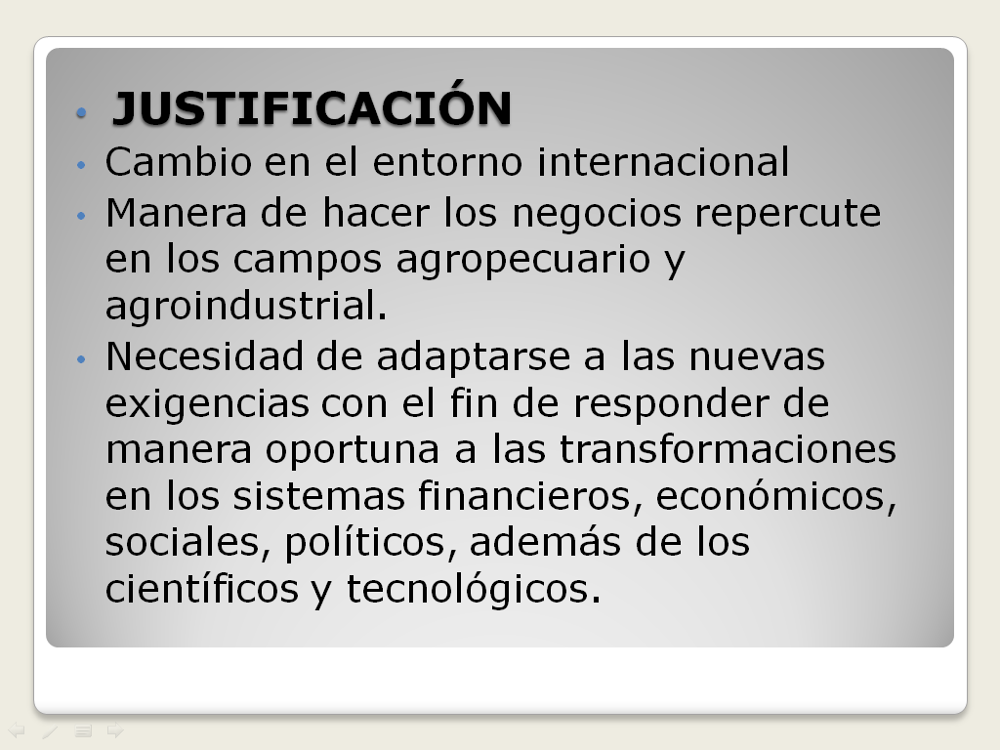 • JUSTIFICACIÓN
• Cambio en el entorno internacional
• Manera de hacer los negocios repercute
en los campos agropecuario y
agroindustrial.
• Necesidad de adaptarse a las nuevas
exigencias con el fin de responder de
manera oportuna a las transformaciones
en los sistemas financieros, económicos,
sociales, políticos, además de los
científicos y tecnológicos.